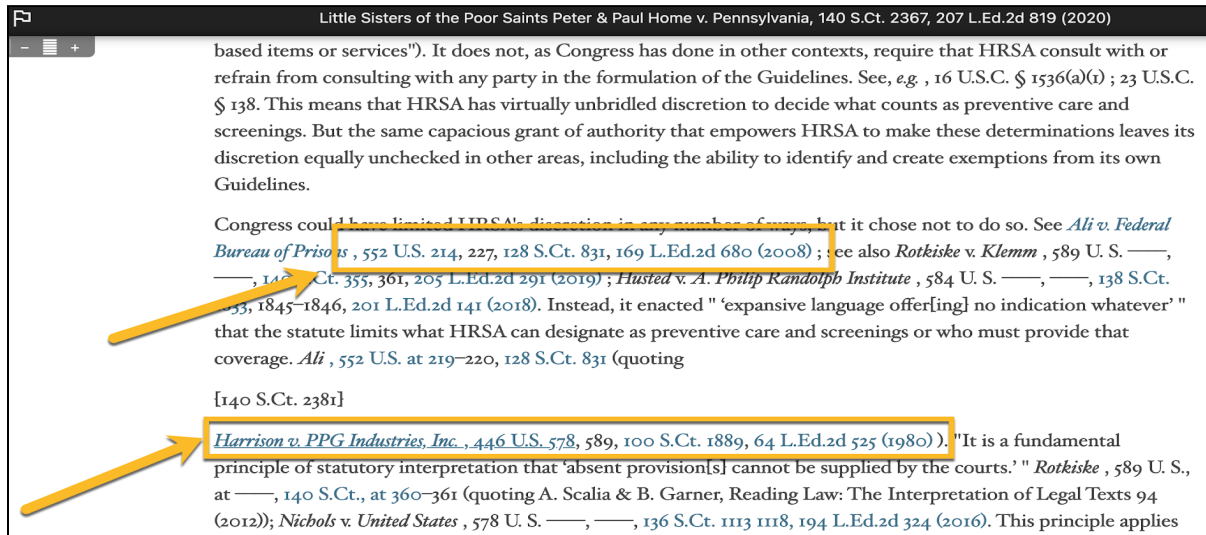 Little Sisters of the Poor Saints Peter & Paul Home v. Pennsylvania, 140 S.Ct. 2367, 207 L.Ed.2d 819 (2020)
based items or services"). It does not, as Congress has done in other contexts, require that HRSA consult with or
refrain from consulting with any party in the formulation of the Guidelines. See, e.g. , 16 U.S.C. § 1536(a)(1) ; 23 U.S.C.
§ 138. This means that HRSA has virtually unbridled discretion to decide what counts as preventive care and
screenings. But the same capacious grant of authority that empowers HRSA to make these determinations leaves its
discretion equally unchecked in other areas, including the ability to identify and create exemptions from its own
Guidelines.
Congress could have limited HRSA's discretion in any number of ways, but it chose not to do so. See Ali v. Federal
Bureau of Prisons , 552 U.S. 214, 227, 128 S.Ct. 831, 169 L.Ed.2d 680 (2008) ; see also Rotkiske v. Klemm , 589 U. S. ——,
——, 140 S.Ct. 355, 361, 205 L.Ed.2d 291 (2019) ; Husted v. A. Philip Randolph Institute , 584 U. S. ——, ——, 138 S.Ct.
1833, 1845–1846, 201 L.Ed.2d 141 (2018). Instead, it enacted " ‘expansive language offer[ing] no indication whatever’ "
that the statute limits what HRSA can designate as preventive care and screenings or who must provide that
coverage. Ali , 552 U.S. at 219–220, 128 S.Ct. 831 (quoting
[140 S.Ct. 2381]
Harrison v. PPG Industries, Inc. , 446 U.S. 578, 589, 100 S.Ct. 1889, 64 L.Ed.2d 525 (1980) ). "It is a fundamental
principle of statutory interpretation that ‘absent provision[s] cannot be supplied by the courts.’ " Rotkiske , 589 U. S.,
at ——, 140 S.Ct., at 360–361 (quoting A. Scalia & B. Garner, Reading Law: The Interpretation of Legal Texts 94
(2012)); Nichols v. United States , 578 U. S. ——, ——, 136 S.Ct. 1113 1118, 194 L.Ed.2d 324 (2016). This principle applies